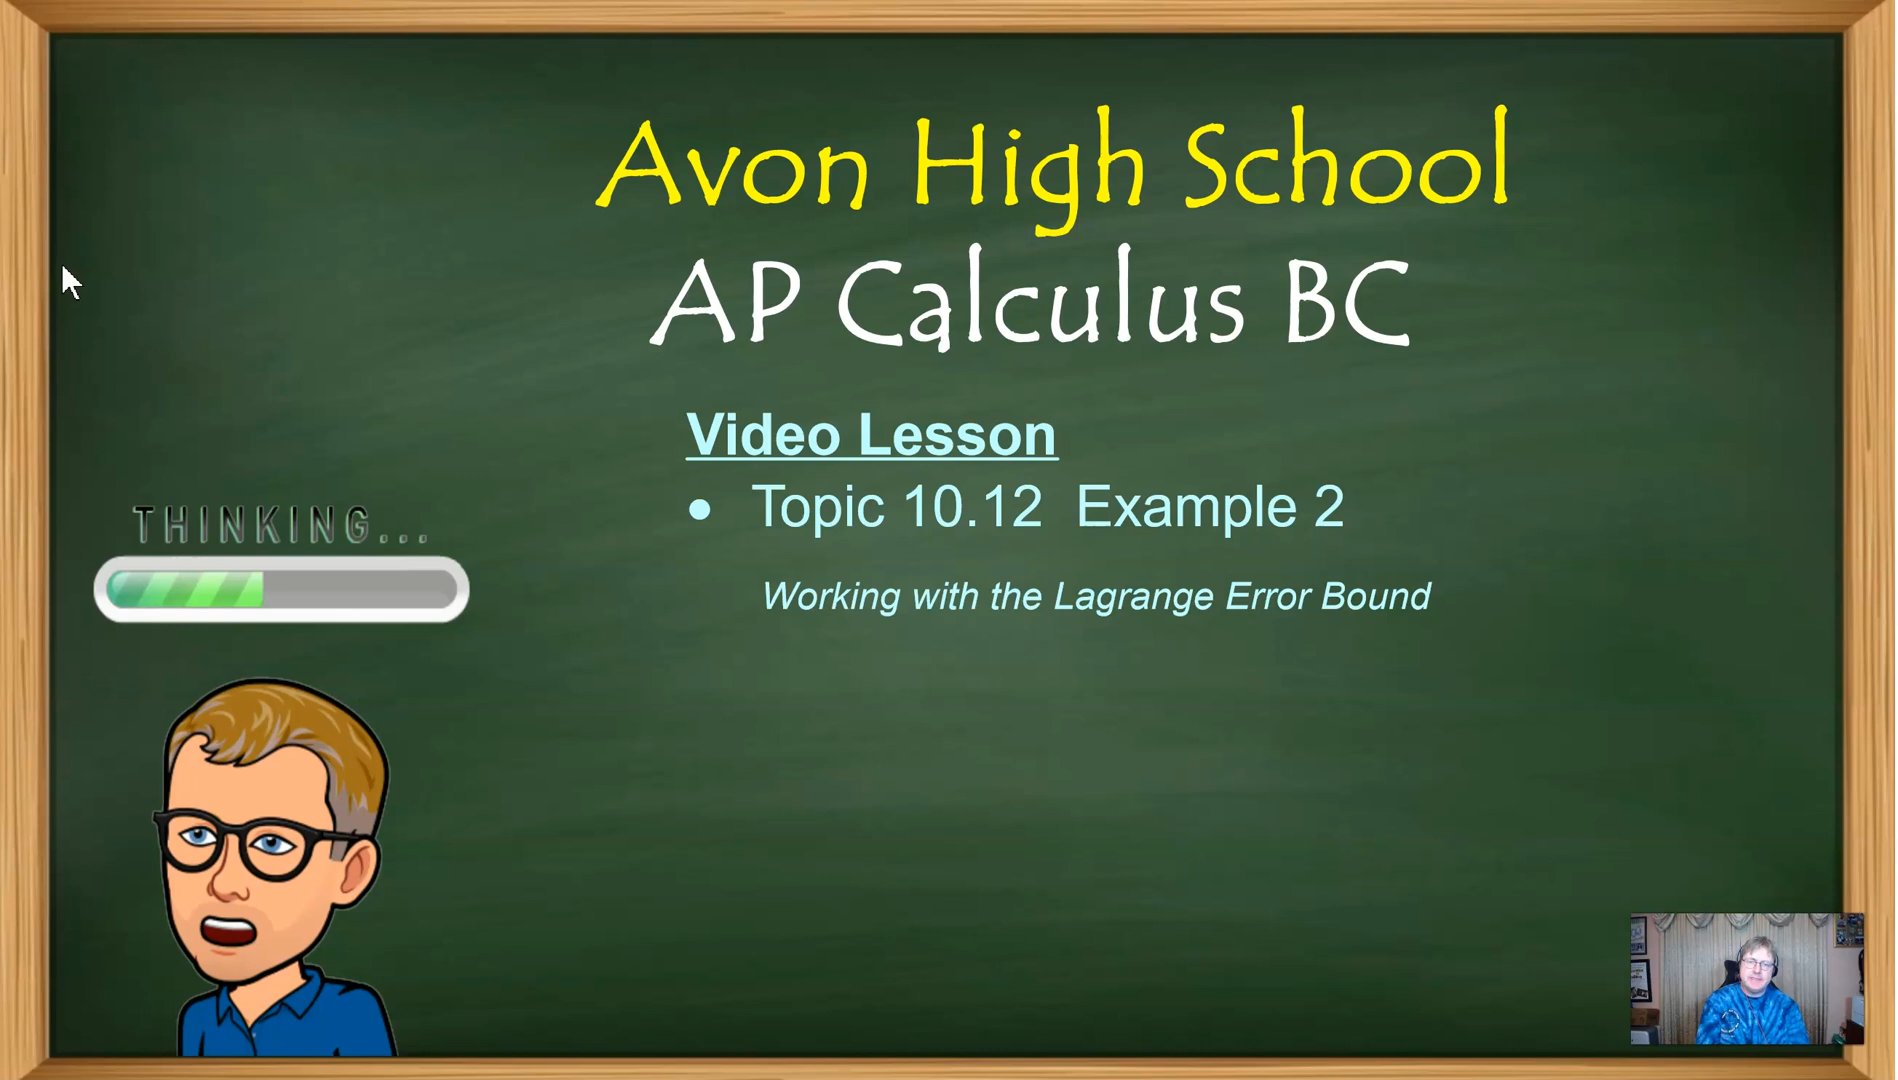 Avon High School
AP Calculus BC
Video Lesson
• Topic 10.12 Example 2
Working with the Lagrange Error Bound
THINKING...